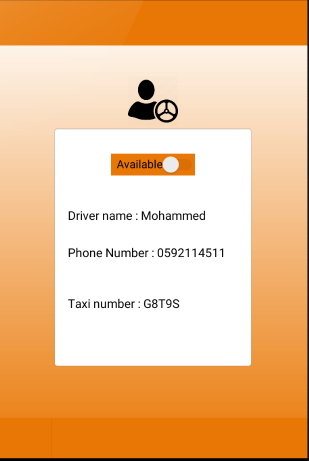 Available
Driver name : Mohammed
Phone Number : 0592114511
Taxi number : G8T9S